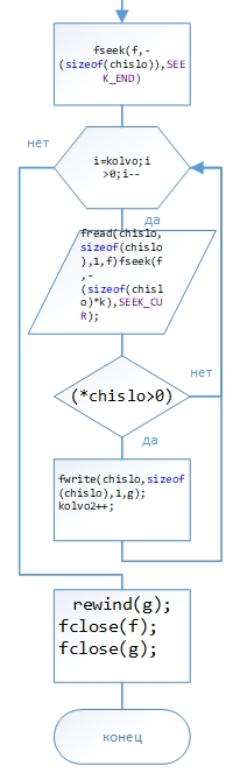 fseek(f,-
(sizeof(chislo)),SEE
K_END)
нет
i=kolvo;i
>0;i--
да
fread(chislo,
sizeof(chislo
),1,f)fseek(f
,-
(sizeof(chisl
o)*k),SEEK_CU
R);
нет
(*chislo>0)
да
fwrite(chislo,sizeof
(chislo),1,g);
kolvo2++;
rewind(g);
fclose(f);
fclose(g);
конец